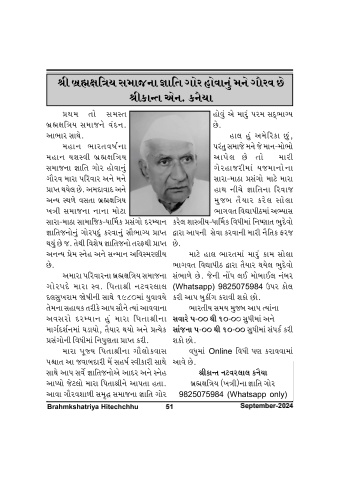 શ્રી બ્રહ્મક્ષત્રિય સમાજના જ્ઞાતિ ગોર હોવાનું મને ગૌરવ છે
શ્રીકાન્ત એન. કનૈયા
પ્રથમ તો સમસ્ત
બ્રહ્મક્ષત્રિય સમાજને વંદન.
આભાર સાથે.
મહાન ભારતવર્ષના
મહાન યશસ્વી બ્રહ્મક્ષત્રિય
સમાજના જ્ઞાતિ ગોર હોવાનું
ગૌરવ મારા પરિવાર અને મને
પ્રાપ્ત થયેલ છે. અમદાવાદ અને
અન્ય સ્થળે વસતા બ્રહ્મક્ષત્રિય
ખત્રી સમાજના નાના મોટા
સારા-માઠા સામાજિક-ધાર્મિક પ્રસંગો દરમ્યાન
જ્ઞાતિજનોનું ગોરપદું કરવાનું સૌભાગ્ય પ્રાપ્ત
થયું છે જ. તેથી વિશેષ જ્ઞાતિજનો તરફથી પ્રાપ્ત
અનન્ય પ્રેમ સ્નેહ અને સન્માન અવિસ્મરણીય
છે.
અમારા પરિવારના બ્રહ્મક્ષત્રિય સમાજના
ગોરપદે મારા સ્વ. પિતાશ્રી નટવરલાલ
દલસુખરામ જોષીની સાથે ૧૯૮૦માં યુવાવયે
તેમના સહાયક તરીકે આપ સૌને ત્યાં આવવાના
અવસરો દરમ્યાન હું મારા પિતાશ્રીના
માર્ગદર્શનમાં ઘડાયો, તૈયાર થયો અને પ્રત્યેક
પ્રસંગોની વિધીમાં નિપુણતા પ્રાપ્ત કરી.
મારા પૂજ્ય પિતાશ્રીના ગૌલોકવાસ
પશ્ચાત આ જવાબદારી મેં સહર્ષ સ્વીકારી સાથે
સાથે આપ સર્વે જ્ઞાતિજનોએ આદર અને સ્નેહ
આપ્યો જેટલો મારા પિતાશ્રીને આપતા હતા.
આવા ગૌરવશાળી સમૃદ્ધ સમાજના જ્ઞાતિ ગોર
હોવું એ મારું પરમ સદ્ભાગ્ય
છે.
હાલ હું અમેરિકા છું,
પરંતુ સમાજે મને જે માન-મોભો
આપેલ છે તો મારી
ગેરહાજરીમાં યજમાનોના
સારા-માઠા પ્રસંગો માટે મારા
હાથ નીચે જ્ઞાતિના રિવાજ
મુજબ તૈયાર કરેલ સોલા
ભાગવત વિદ્યાપીઠમાં અભ્યાસ
કરેલ શાસ્ત્રીય-ધાર્મિક વિધીમાં નિષ્ણાત ભુદેવો
દ્વારા આપની સેવા કરવાની મારી નૈતિક ફરજ
છે.
માટે હાલ ભારતમાં મારું કામ સોલા
ભાગવત વિદ્યાપીઠ દ્વારા તૈયાર થયેલ ભુદેવો
સંભાળે છે. જેની નોંધ લઈ મોબાઈલ નંબર
(Whatsapp) 9825075984 ઉપર કોલ
કરી આપ બુકીંગ કરાવી શકો છો.
ભારતીય સમય મુજબ આપ ત્યાંના
સવારે ૫-૦૦ થી ૧૦-૦૦ સુધીમાં અને
સાંજના ૫-૦૦ થી ૧૦-૦૦ સુધીમાં સંપર્ક કરી
શકો છો.
વધુમાં Online વિધી પણ કરાવવામાં
આવે છે.
શ્રીકાન્ત નટવરલાલ કનૈયા
બ્રહ્મક્ષત્રિય (ખત્રી)ના જ્ઞાતિ ગોર
9825075984 (Whatsapp only)
Brahmkshatriya Hitechchhu 51 September-2024